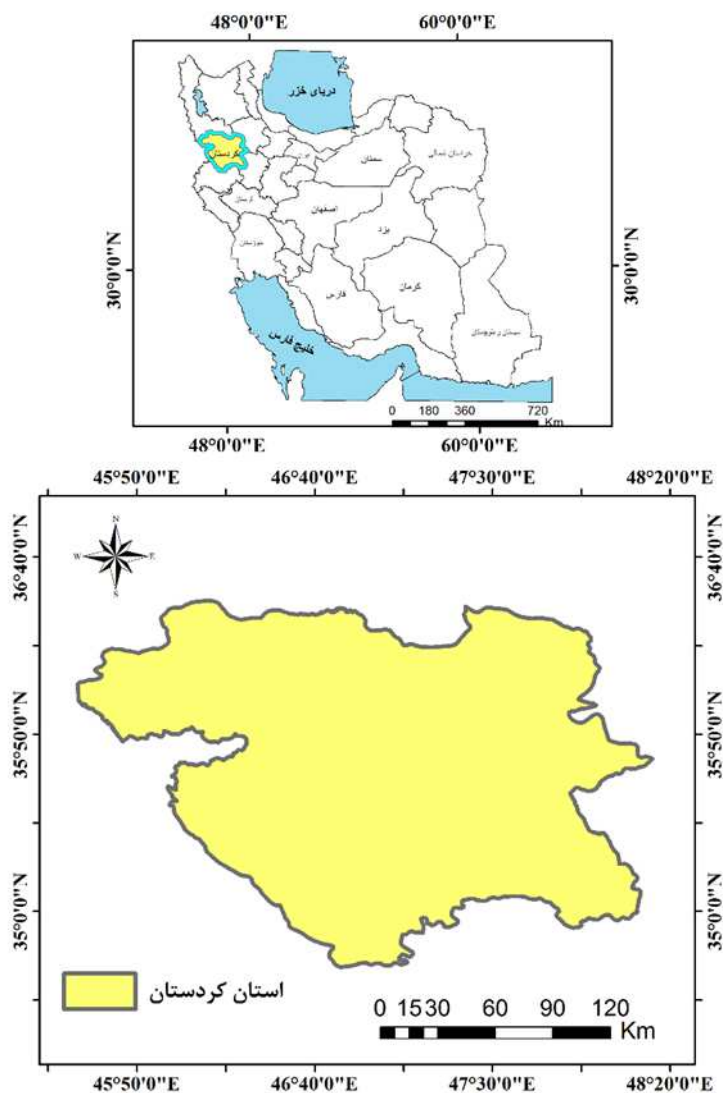 48°0'0"E 60°0'0"E
دریای خزر
کردستان
سمنان
خراسان شمالی
لرستان
اصفهان
یزد
خوزستان
30°0'0"N 30°0'0"N
فارس
کرمان
خلیج فارس
سیستان و بلوچستان
0 180 360 720
Km
48°0'0"E 60°0'0"E
45°50'0"E 46°40'0"E 47°30'0"E 48°20'0"E
N
W E
S
36°40'0"N 36°40'0"N
35°50'0"N 35°50'0"N
35°0'0"N 35°0'0"N
استان کردستان
0 15 30 60 90 120
Km
45°50'0"E 46°40'0"E 47°30'0"E 48°20'0"E